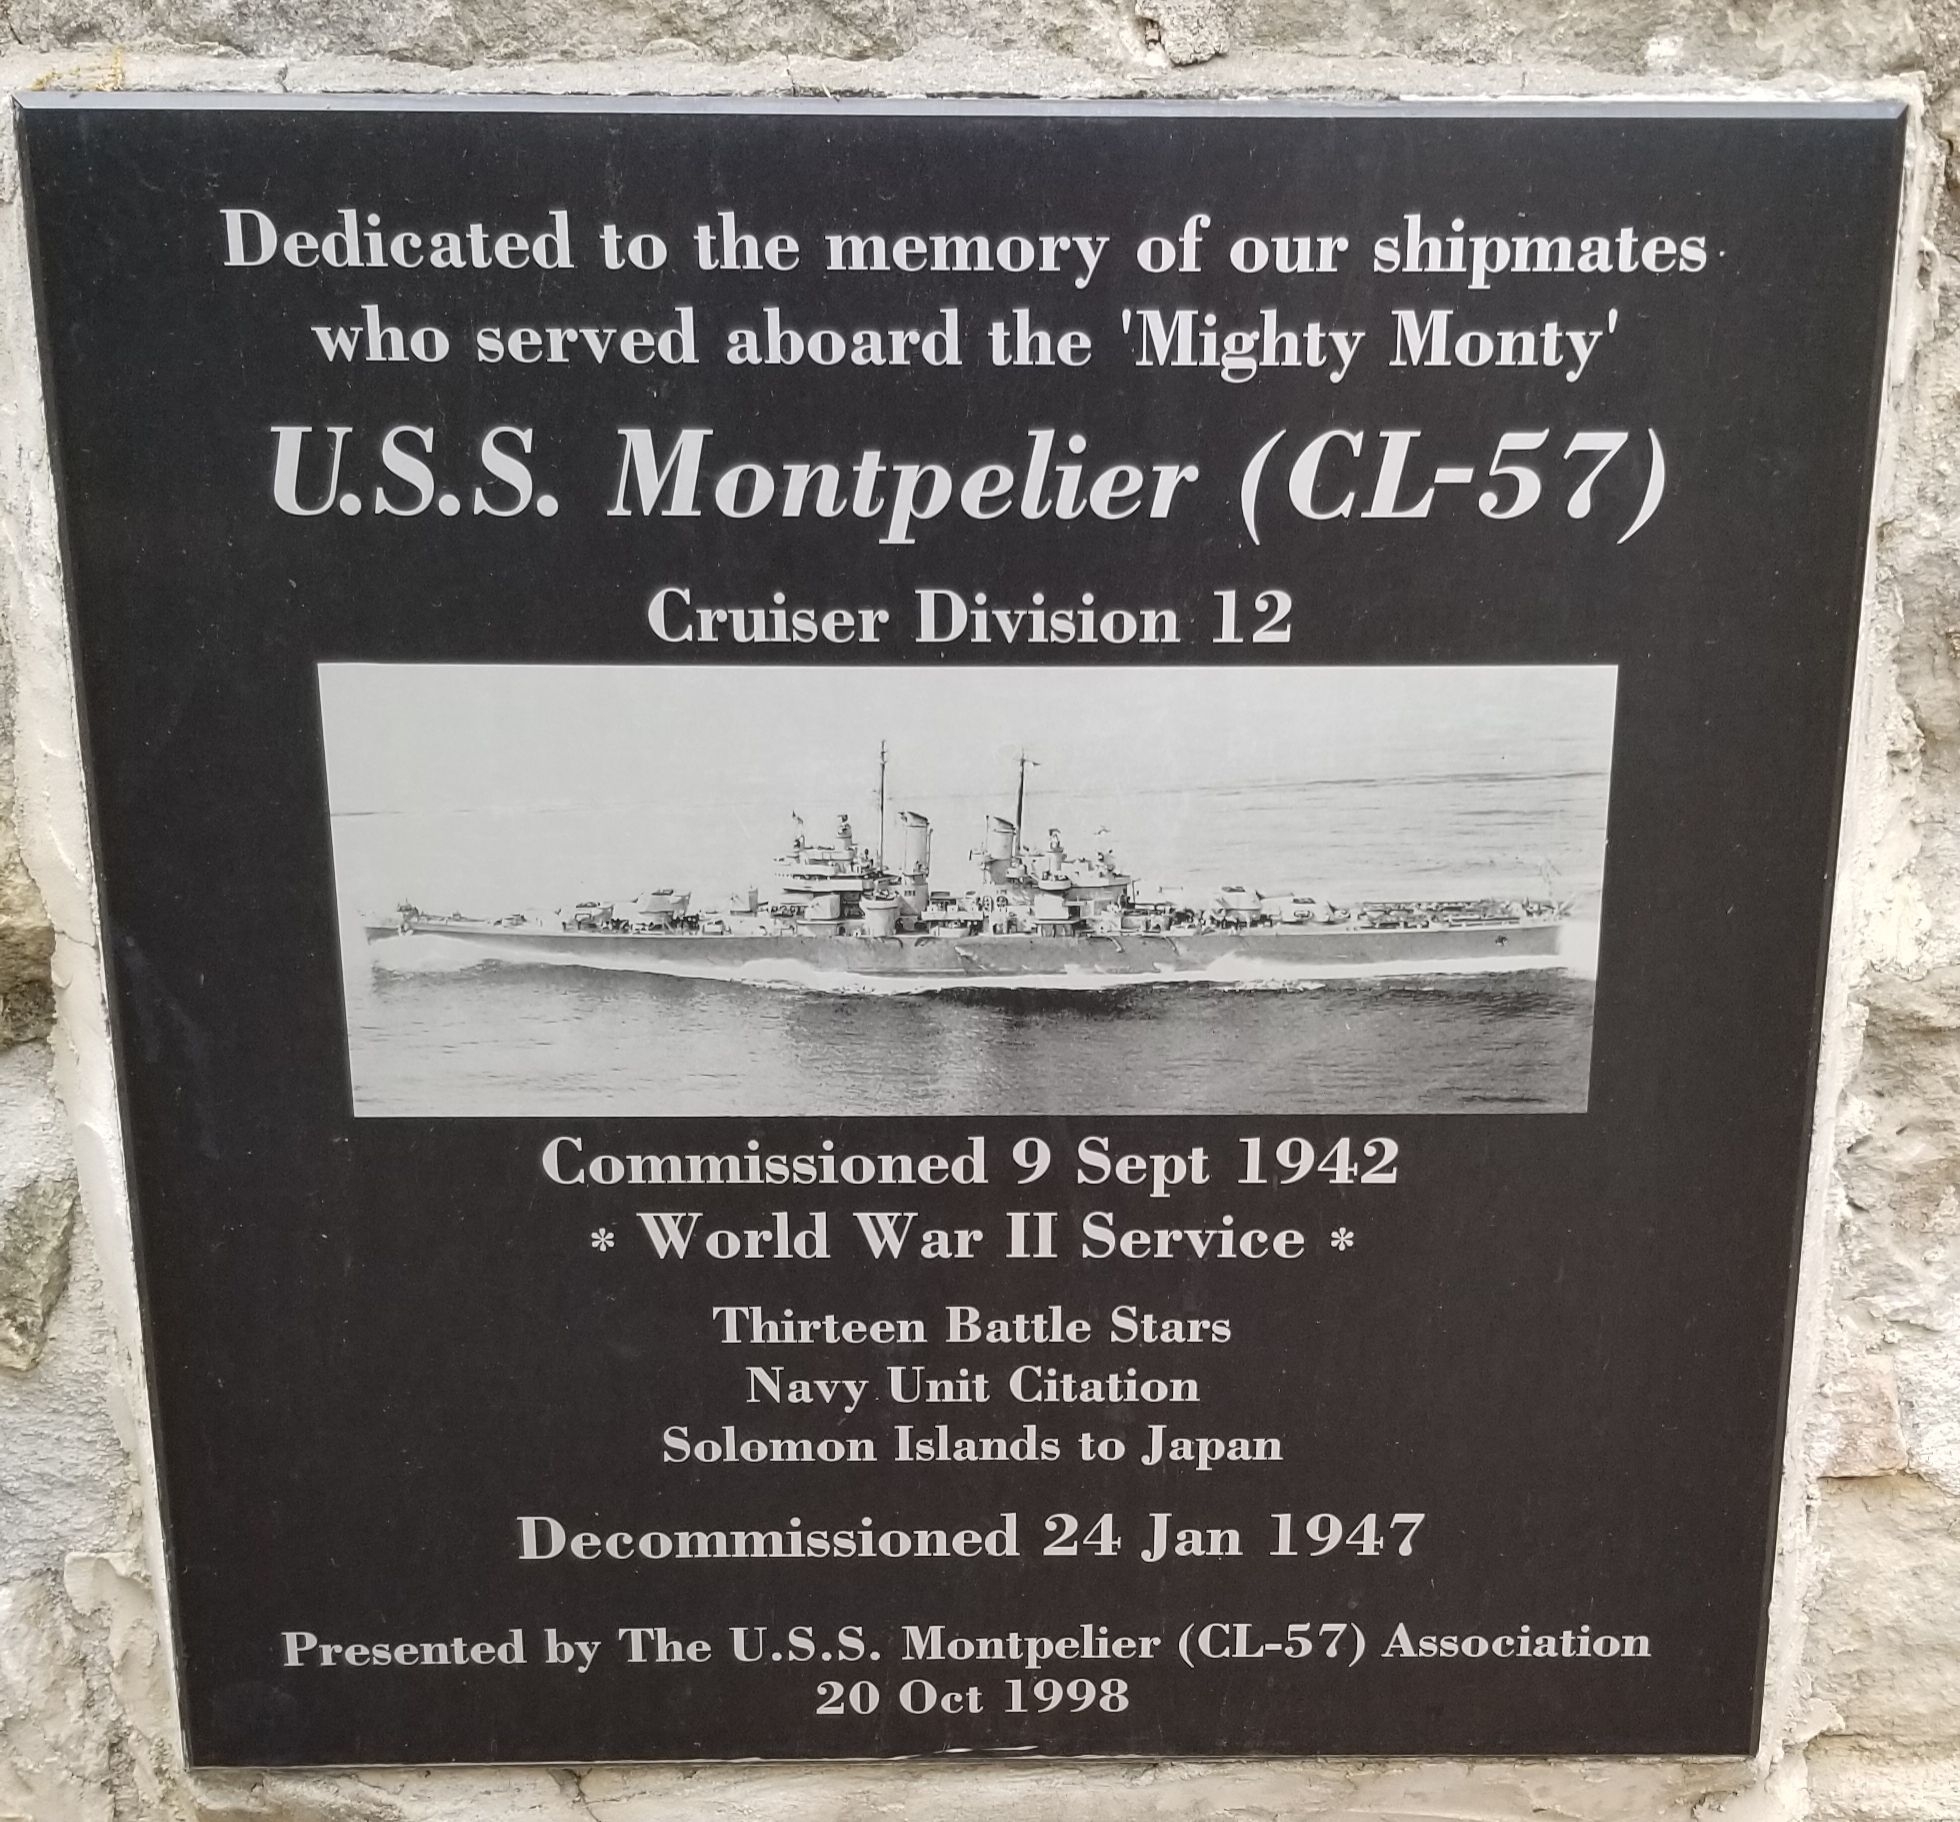 Dedicated to the memory of our shipmates
who served aboard the 'Mighty Monty'
U.S.S. Montpelier (CL-57)
Cruiser Division 12
Commissioned 9 Sept 1942
* World War II Service *
Thirteen Battle Stars
Navy Unit Citation
Solomon Islands to Japan
Decommissioned 24 Jan 1947
Presented by The U.S.S. Montpelier (CL-57) Association
20 Oct 1998